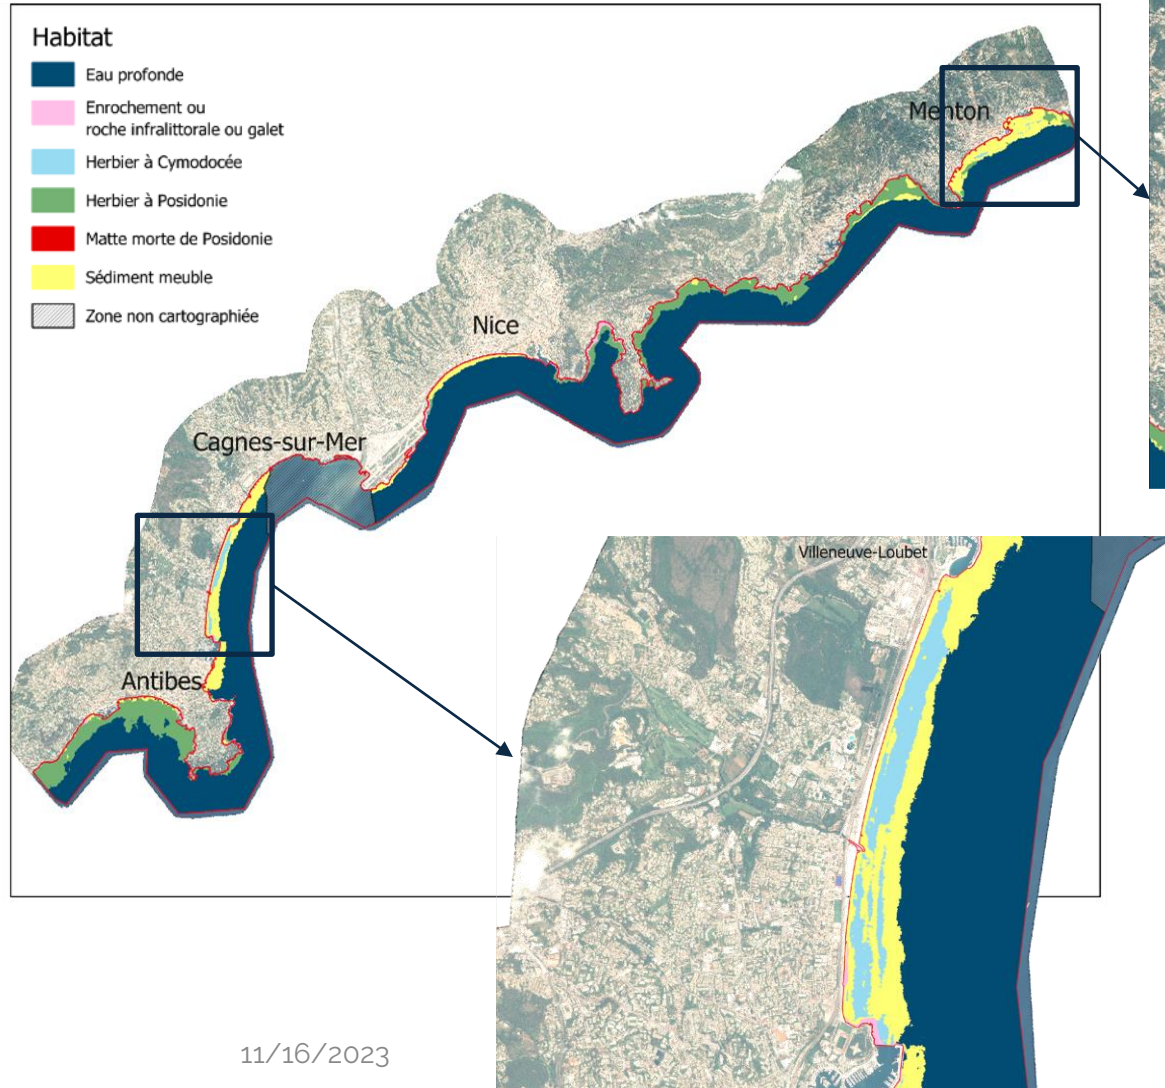 Habitat
Eau profonde
Enrochement ou
roche infralittorale ou galet
Herbier à Cymodocée
Herbier à Posidonie
Matte morte de Posidonie
Sédiment meuble
Zone non cartographiée
Menton
Nice
Cagnes-sur-Mer
Antibes
Villeneuve-Loubet
11/16/2023